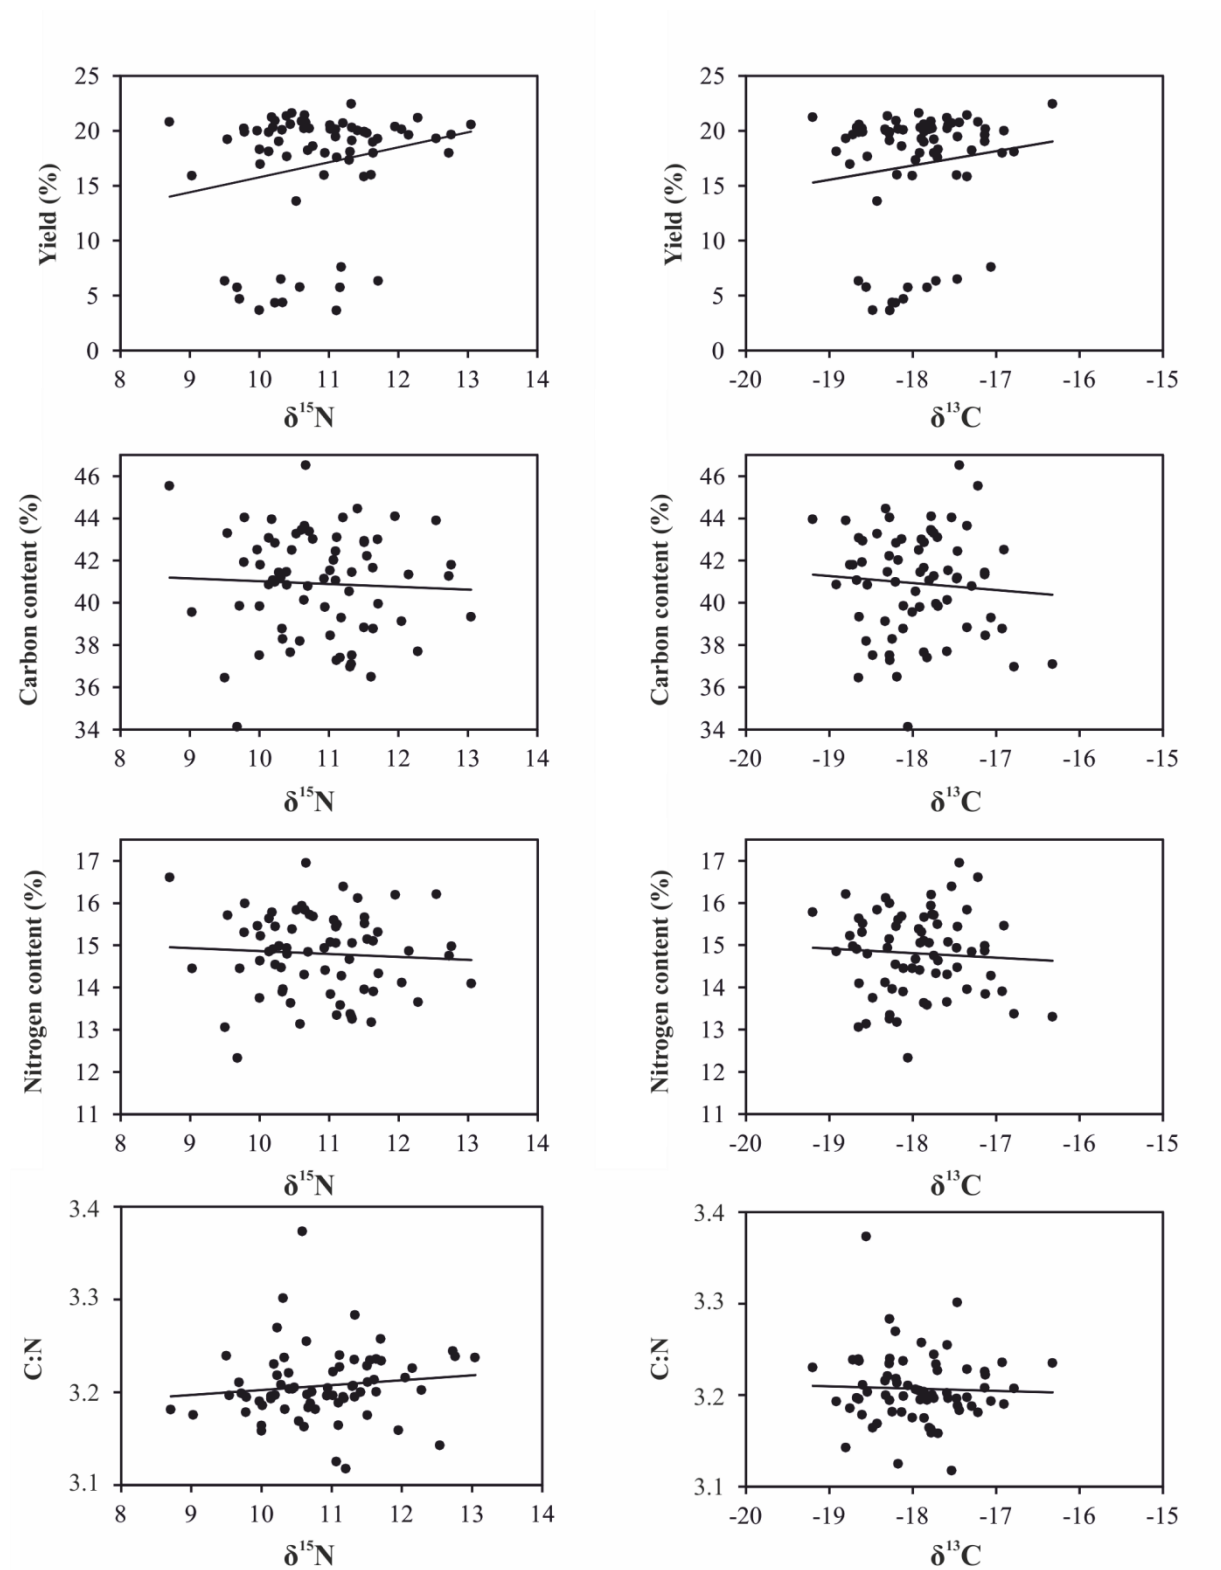 25
20
15
10
5
0
Yield (%)
8 9 10 11 12 13 14
δ¹⁵N
25
20
15
10
5
0
Yield (%)
-20 -19 -18 -17 -16 -15
δ¹³C
46
44
42
40
38
36
34
Carbon content (%)
8 9 10 11 12 13 14
δ¹⁵N
46
44
42
40
38
36
34
Carbon content (%)
-20 -19 -18 -17 -16 -15
δ¹³C
17
16
15
14
13
12
11
Nitrogen content (%)
8 9 10 11 12 13 14
δ¹⁵N
17
16
15
14
13
12
11
Nitrogen content (%)
-20 -19 -18 -17 -16 -15
δ¹³C
3.4
3.3
3.2
3.1
C:N
8 9 10 11 12 13 14
δ¹⁵N
3.4
3.3
3.2
3.1
C:N
-20 -19 -18 -17 -16 -15
δ¹³C